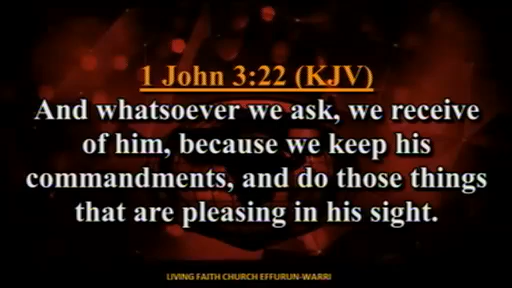 1 John 3:22 (KJV)
And whatsoever we ask, we receive
of him, because we keep his
commandments, and do those things
that are pleasing in his sight.
LIVING FAITH CHURCH EFFURUN-WARRI